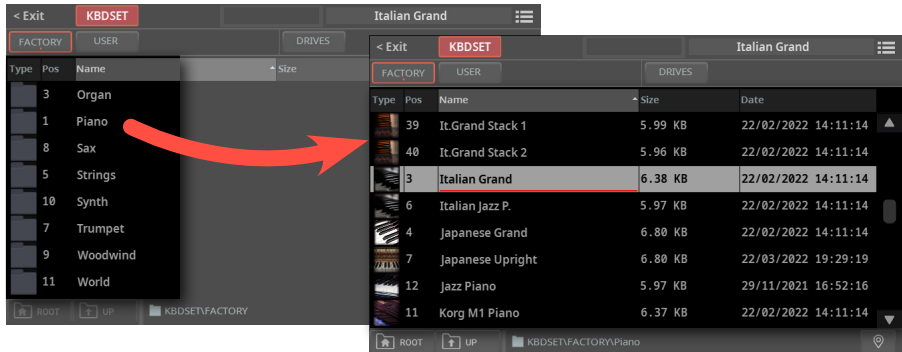 < Exit KBDSET Italian Grand
FACTORY USER DRIVES
Type Pos Name Size
3 Organ
1 Piano
8 Sax
5 Strings
10 Synth
7 Trumpet
9 Woodwind
11 World
ROOT UP KBDSET\FACTORY
< Exit KBDSET Italian Grand
FACTORY USER DRIVES
Type Pos Name Size Date
39 It.Grand Stack 1 5.99 KB 22/02/2022 14:11:14
40 It.Grand Stack 2 5.96 KB 22/02/2022 14:11:14
3 Italian Grand 6.38 KB 22/02/2022 14:11:14
6 Italian Jazz P. 5.97 KB 22/02/2022 14:11:14
4 Japanese Grand 6.80 KB 22/02/2022 14:11:14
7 Japanese Upright 6.80 KB 22/03/2022 19:29:19
12 Jazz Piano 5.97 KB 29/11/2021 16:52:16
11 Korg M1 Piano 6.37 KB 22/02/2022 14:11:14
ROOT UP KBDSET\FACTORY\Piano